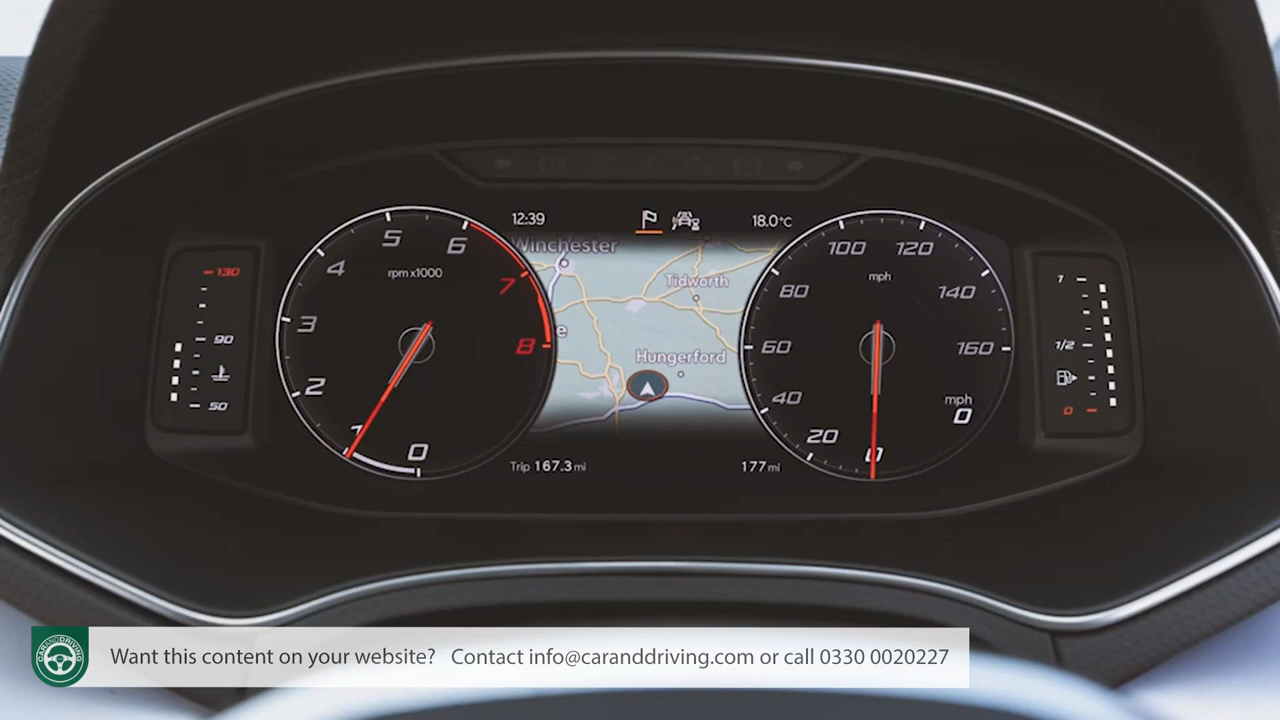 12:39
18.0°C
5
6
4
rpm x1000
7
3
8
2
1
0
130
90
50
Winchester
Tidworth
e
Hungerford
Trip 167.3 mi
177 mi
100
120
mph
80
140
60
160
40
mph
0
20
0
1
1/2
0
CARANDDRIVING
Want this content on your website? Contact info@caranddriving.com or call 0330 0020227